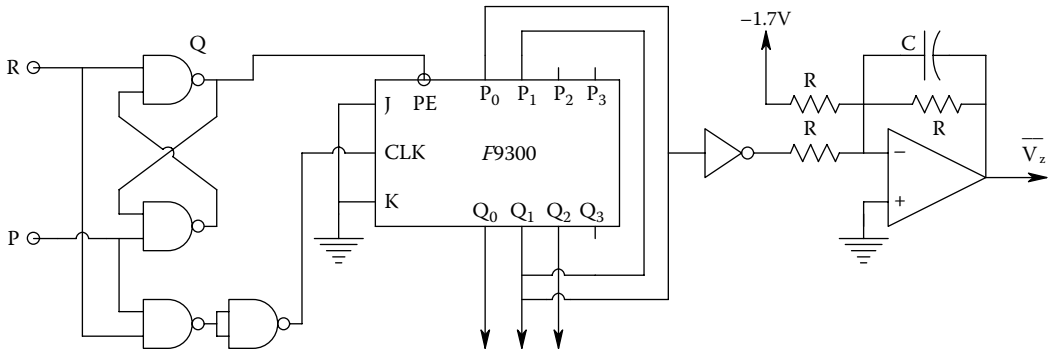 R
P
Q
J
PE
CLK
K
F9300
P₀ P₁ P₂ P₃
Q₀ Q₁ Q₂ Q₃
−1.7V
R
R
C
R
−
+
V̅z̅